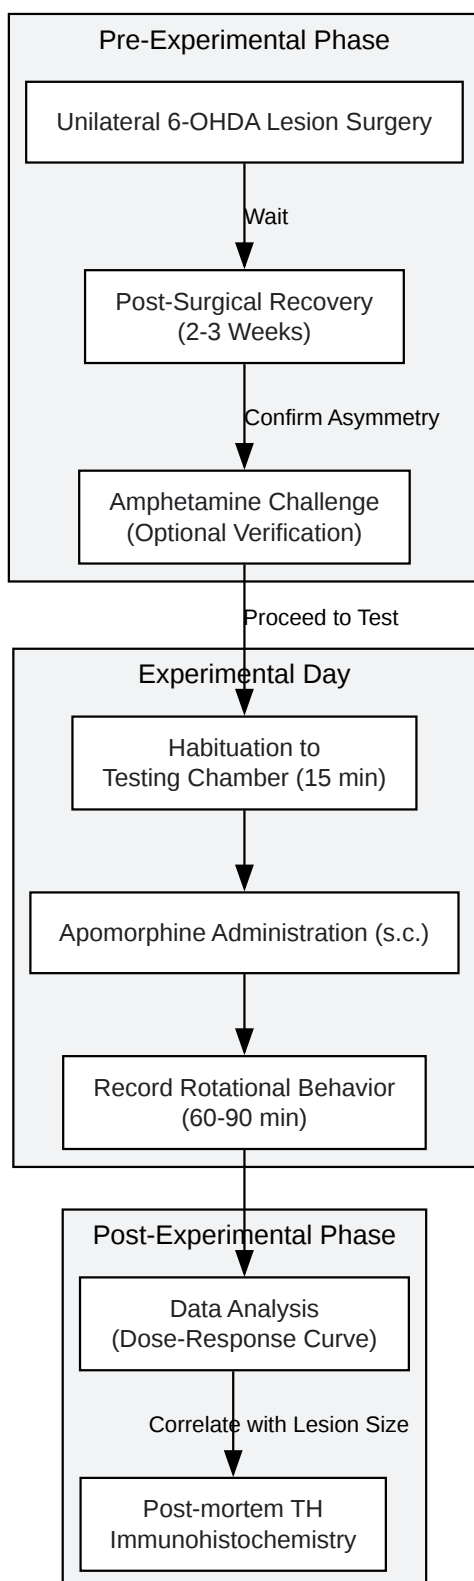 Pre-Experimental Phase
Unilateral 6-OHDA Lesion Surgery
Wait
Post-Surgical Recovery
(2-3 Weeks)
Confirm Asymmetry
Amphetamine Challenge
(Optional Verification)
Proceed to Test
Experimental Day
Habituation to
Testing Chamber (15 min)
Apomorphine Administration (s.c.)
Record Rotational Behavior
(60-90 min)
Post-Experimental Phase
Data Analysis
(Dose-Response Curve)
Correlate with Lesion Size
Post-mortem TH
Immunohistochemistry